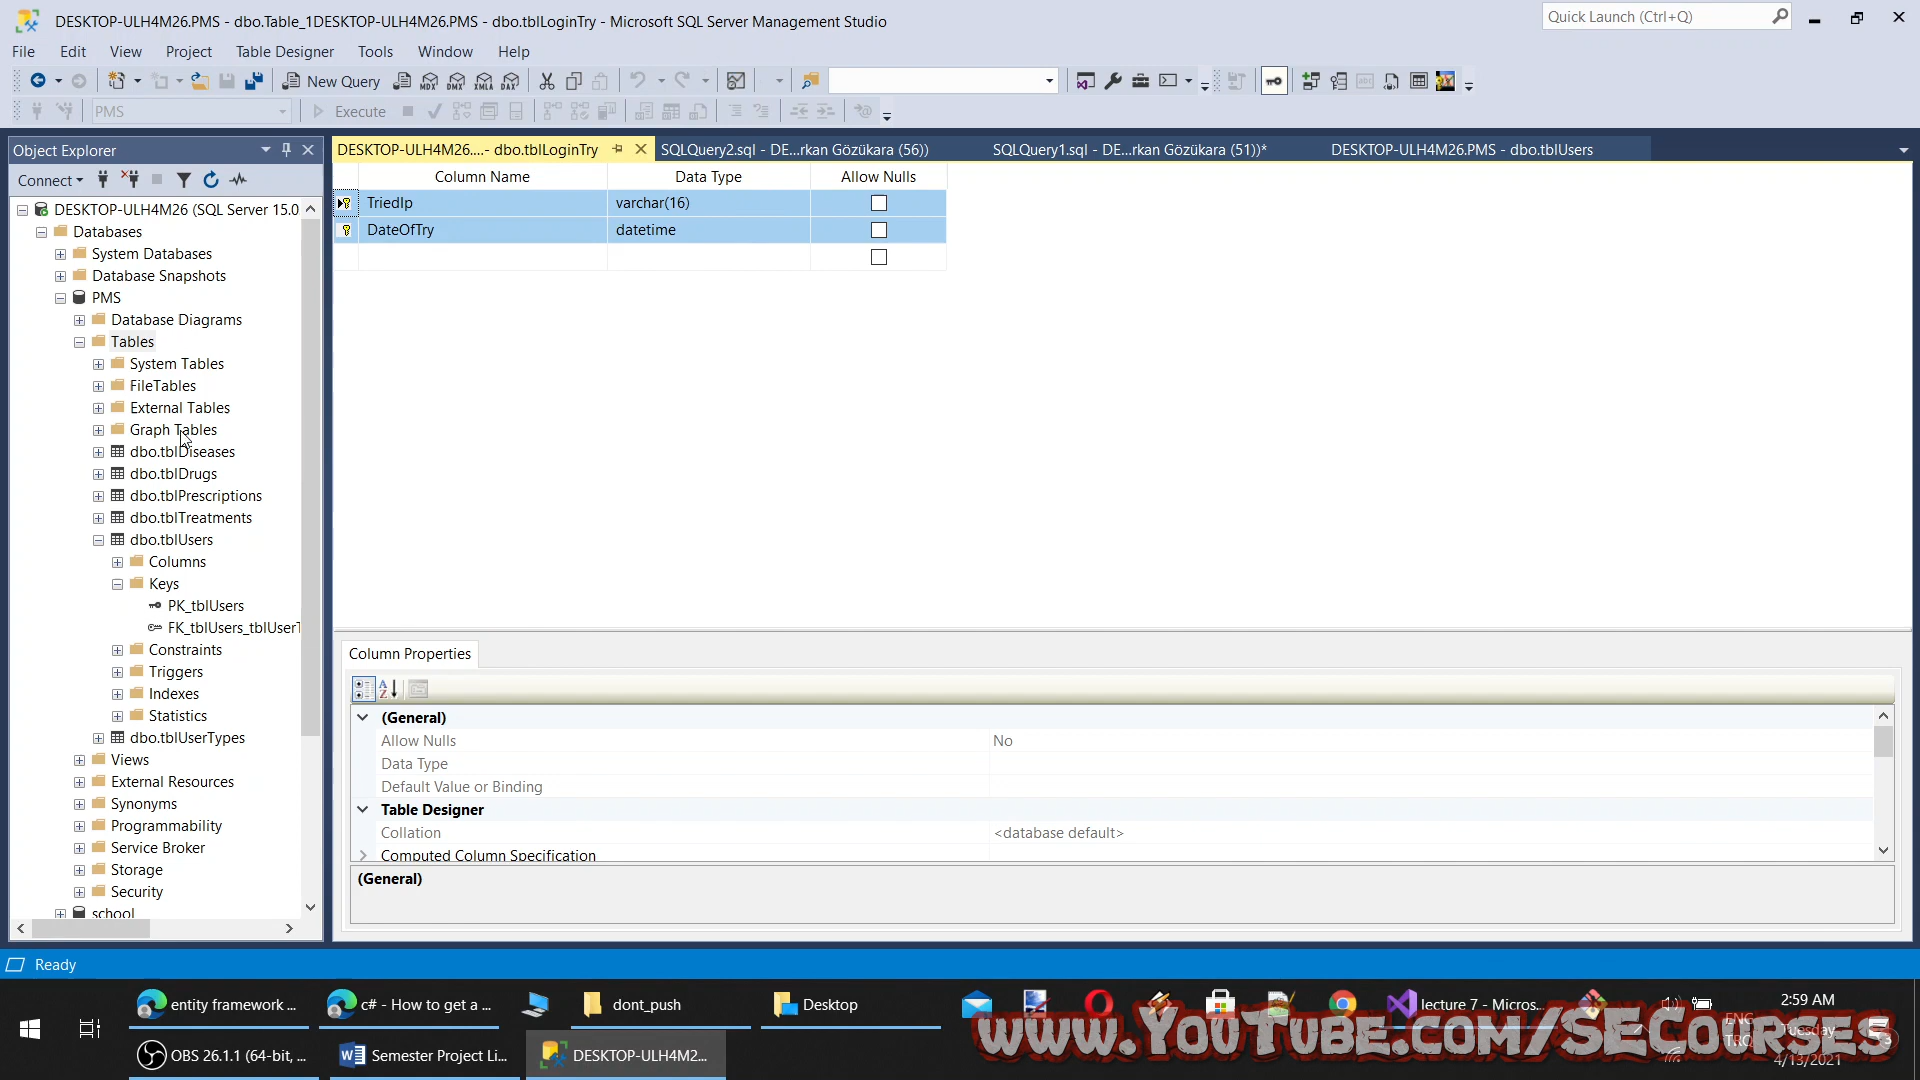 DESKTOP-ULH4M26.PMS - dbo.Table_1DESKTOP-ULH4M26.PMS - dbo.tblLoginTry - Microsoft SQL Server Management Studio
Quick Launch (Ctrl+Q)
File Edit View Project Table Designer Tools Window Help
New Query MDX DMX XMLA DAX
PMS Execute
Object Explorer
DESKTOP-ULH4M26....- dbo.tblLoginTry
SQLQuery2.sql - DE...rkan Gözükara (56))
SQLQuery1.sql - DE...rkan Gözükara (51))*
DESKTOP-ULH4M26.PMS - dbo.tblUsers
Connect
DESKTOP-ULH4M26 (SQL Server 15.0
Databases
System Databases
Database Snapshots
PMS
Database Diagrams
Tables
System Tables
FileTables
External Tables
Graph Tables
dbo.tblDiseases
dbo.tblDrugs
dbo.tblPrescriptions
dbo.tblTreatments
dbo.tblUsers
Columns
Keys
PK_tblUsers
FK_tblUsers_tblUserT
Constraints
Triggers
Indexes
Statistics
dbo.tblUserTypes
Views
External Resources
Synonyms
Programmability
Service Broker
Storage
Security
school
Column Name Data Type Allow Nulls
TriedIp varchar(16)
DateOfTry datetime
Column Properties
(General)
Allow Nulls No
Data Type
Default Value or Binding
Table Designer
Collation <database default>
Computed Column Specification
(General)
Ready
entity framework ...
c# - How to get a ...
dont_push
Desktop
lecture 7 - Micros...
2:59 AM
ENG
Tuesday
TRQ
4/13/2021
OBS 26.1.1 (64-bit, ...
Semester Project Li...
DESKTOP-ULH4M2...
www.YouTube.com/SECourses